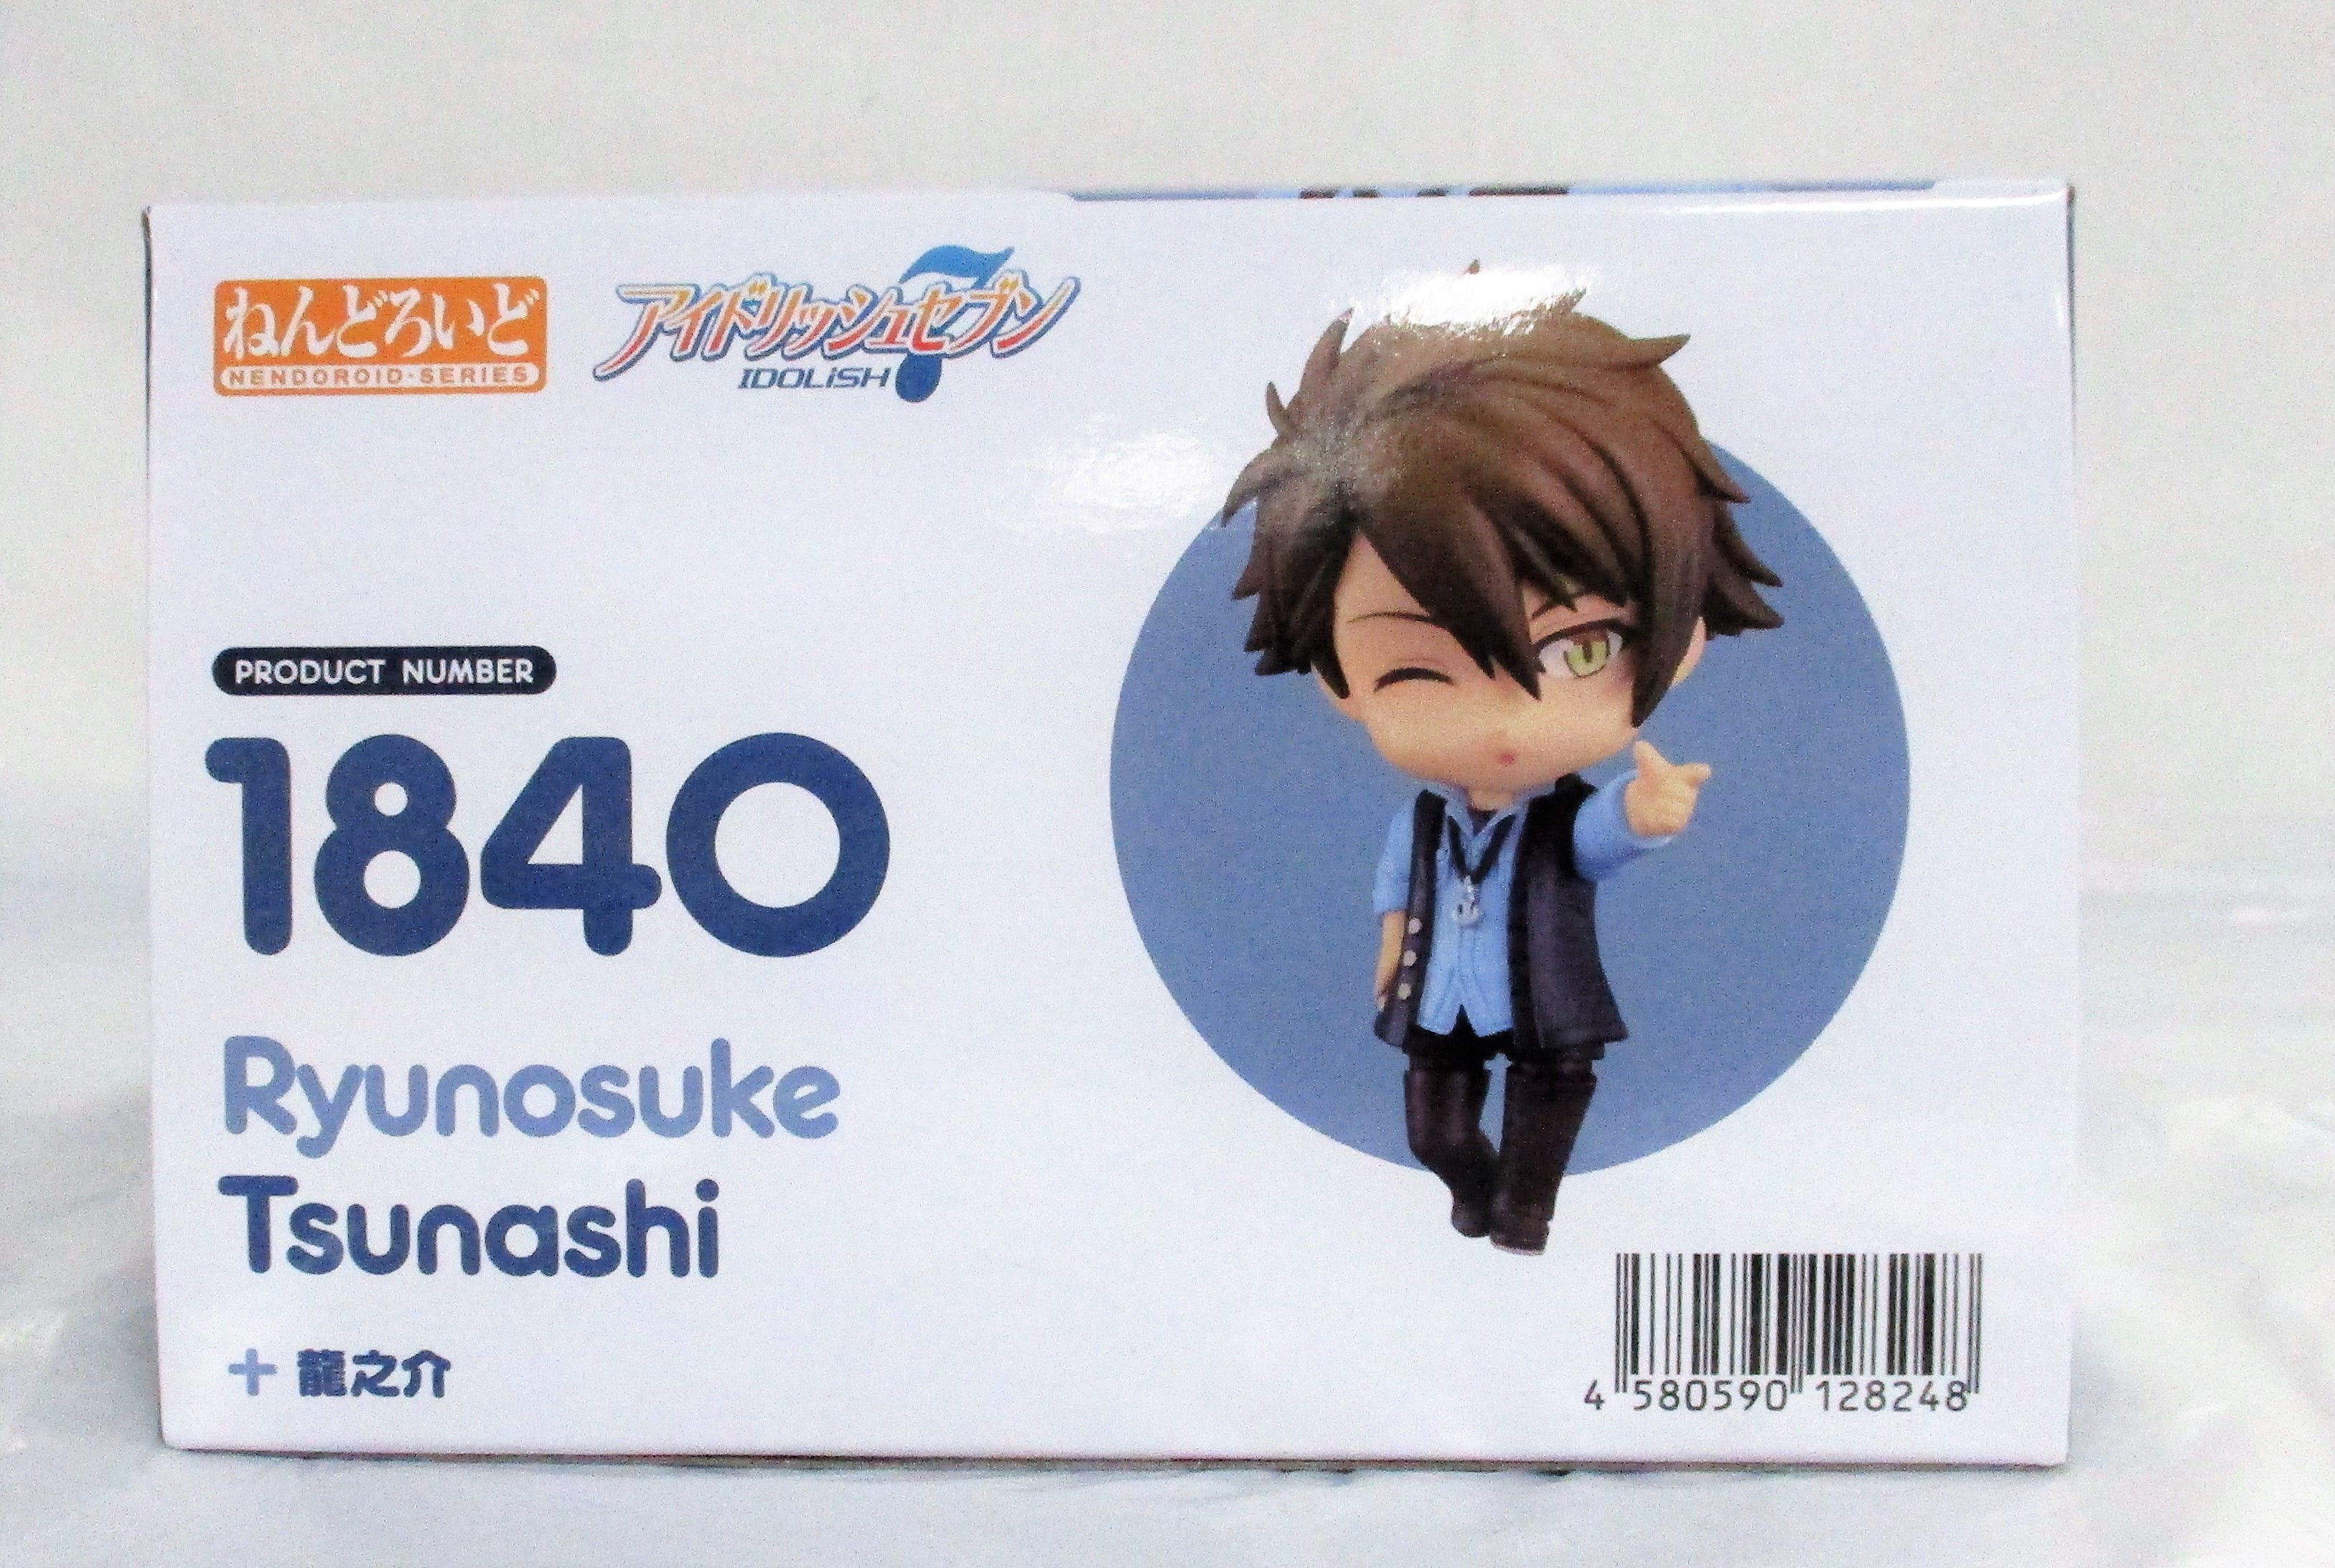 ねんどろいど
NENDOROID·SERIES
アイドリッシュセブン
IDOLiSH7
PRODUCT NUMBER
1840
Ryunosuke
Tsunashi
十 龍之介
4 580590 128248